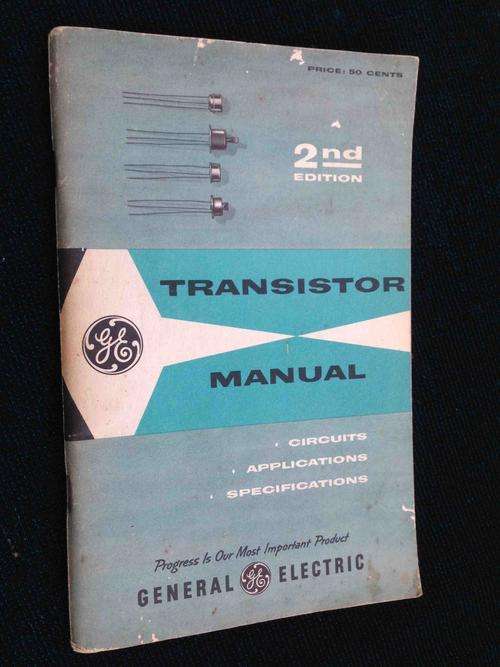 PRICE: 50 CENTS
2nd
EDITION
TRANSISTOR
GE
MANUAL
CIRCUITS
APPLICATIONS
SPECIFICATIONS
Progress Is Our Most Important Product
GENERAL GE ELECTRIC